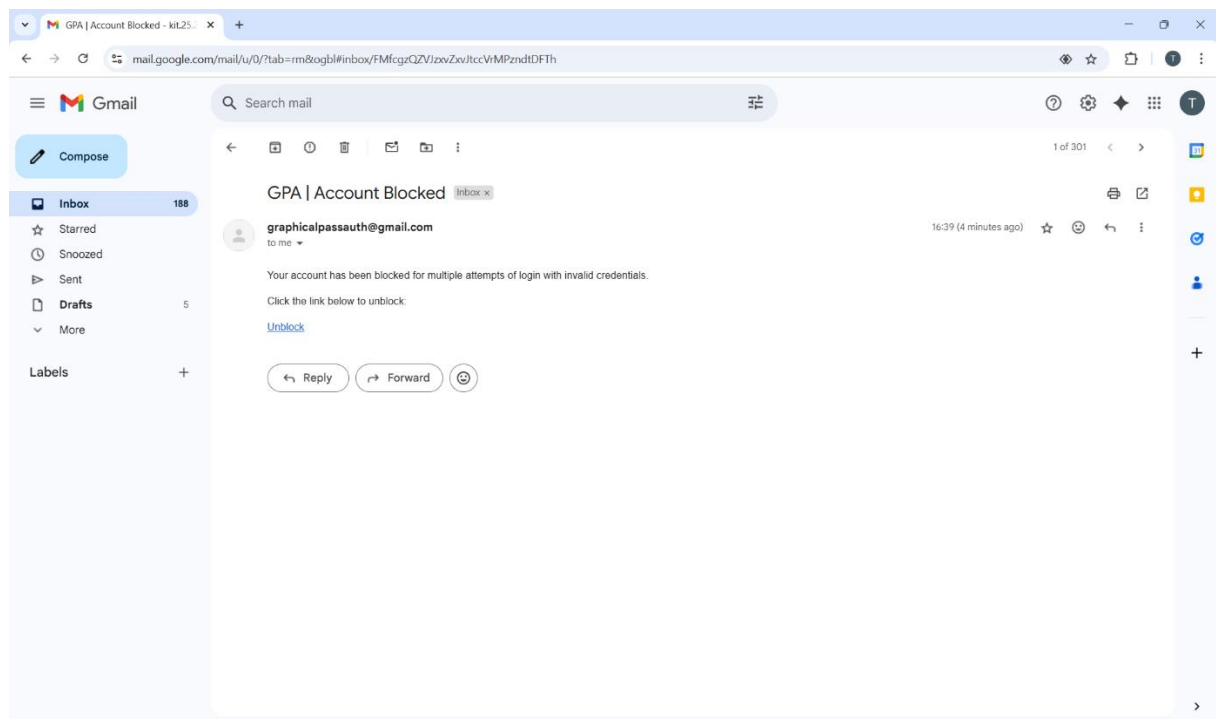 GPA | Account Blocked - kit.25.
mail.google.com/mail/u/0/?tab=rm&ogbl#inbox/FMfcgzQZVJzxvZxvJtccVrMPzndtDFTh
T
Gmail
Search mail
T
Compose
1 of 301
31
Inbox 188
Starred
Snoozed
Sent
Drafts 5
More
Labels
GPA | Account Blocked Inbox x
graphicalpassauth@gmail.com 16:39 (4 minutes ago)
to me
Your account has been blocked for multiple attempts of login with invalid credentials.
Click the link below to unblock:
Unblock
Reply Forward